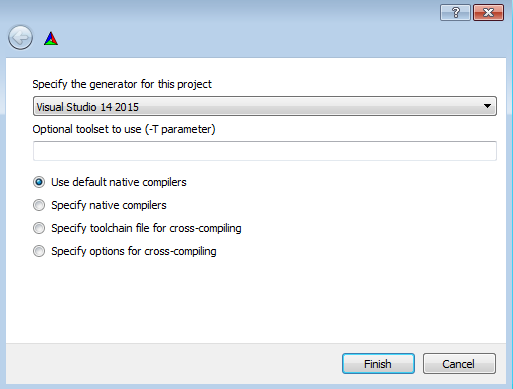 ?
Specify the generator for this project
Visual Studio 14 2015
Optional toolset to use (-T parameter)
Use default native compilers
Specify native compilers
Specify toolchain file for cross-compiling
Specify options for cross-compiling
Finish
Cancel